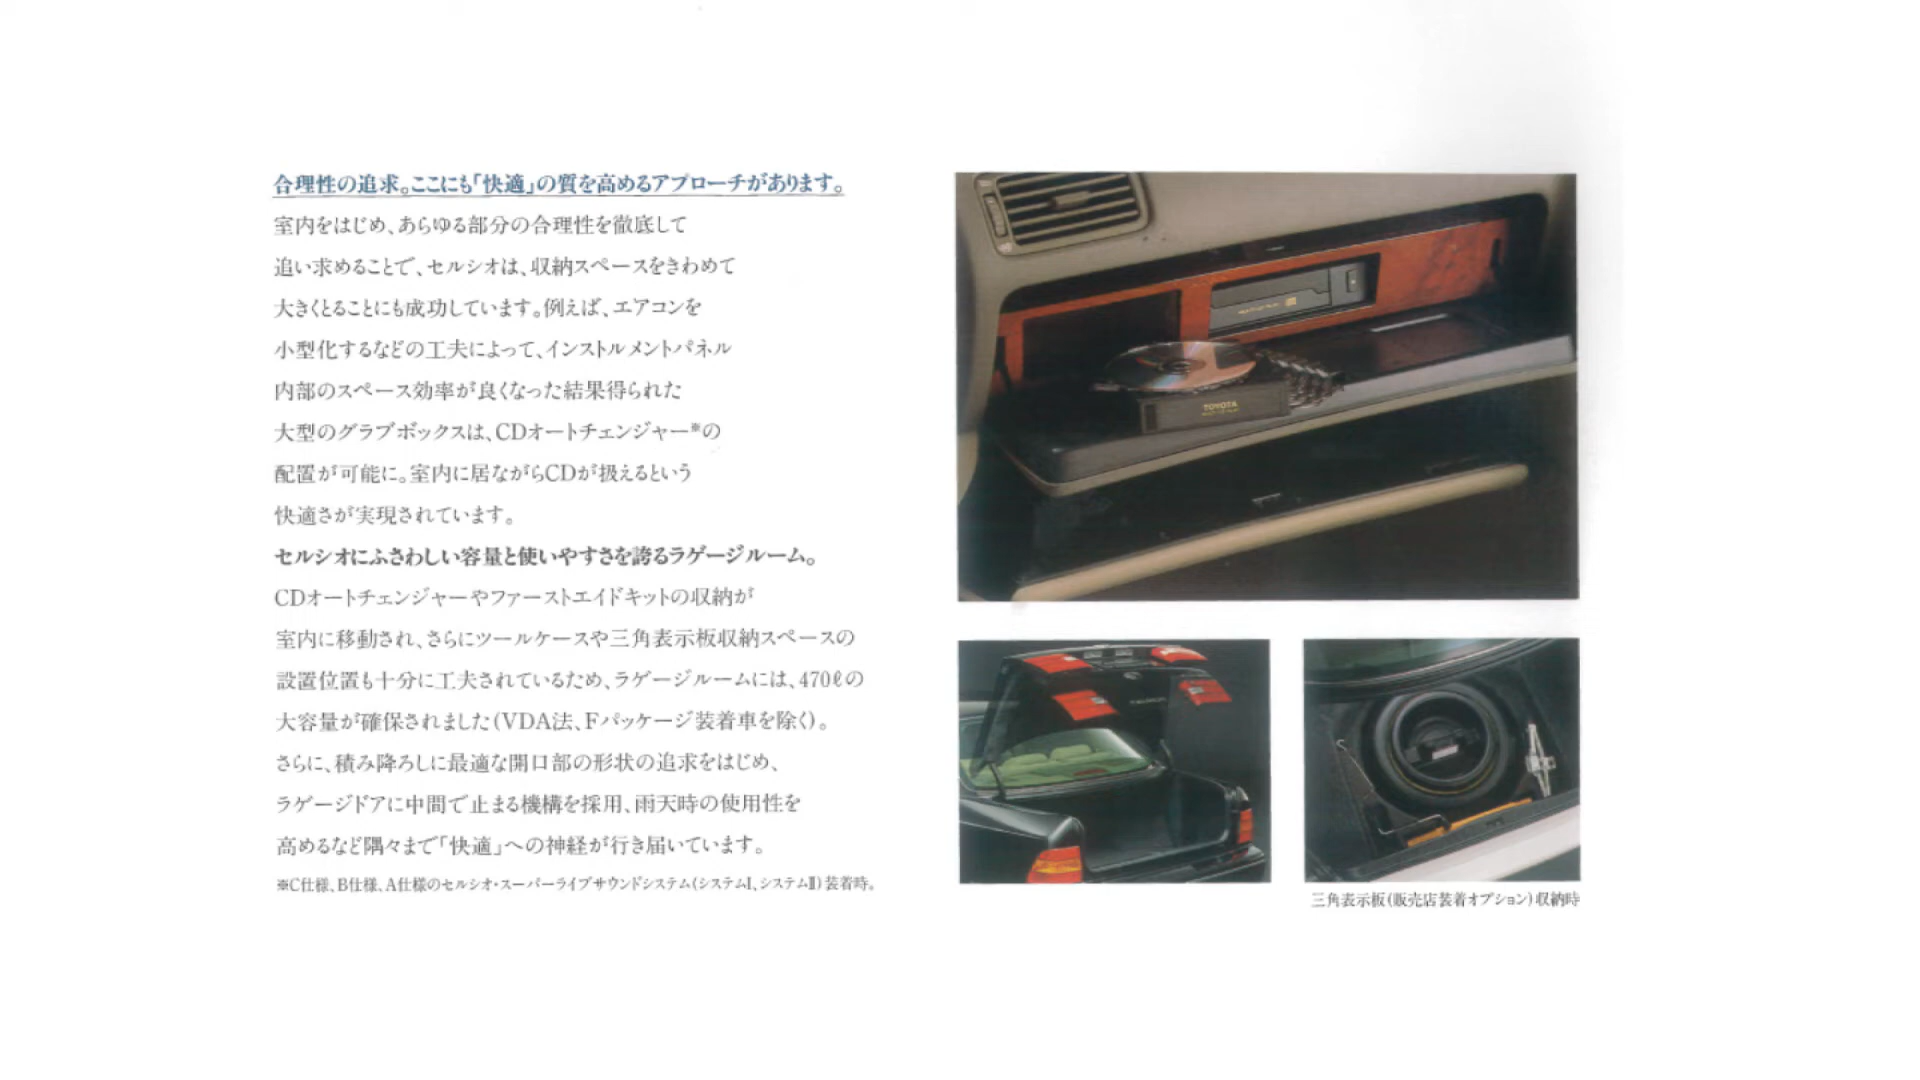 合理性の追求。ここにも「快適」の質を高めるアプローチがあります。
室内をはじめ、あらゆる部分の合理性を徹底して
追い求めることで、セルシオは、収納スペースをきわめて
大きくとることにも成功しています。例えば、エアコンを
小型化するなどの工夫によって、インストルメントパネル
内部のスペース効率が良くなった結果得られた
大型のグラブボックスは、CDオートチェンジャー※の
配置が可能に。室内に居ながらCDが扱えるという
快適さが実現されています。
セルシオにふさわしい容量と使いやすさを誇るラゲージルーム。
CDオートチェンジャーやファーストエイドキットの収納が
室内に移動され、さらにツールケースや三角表示板収納スペースの
設置位置も十分に工夫されているため、ラゲージルームには、470ℓの
大容量が確保されました(VDA法、Fパッケージ装着車を除く)。
さらに、積み降ろしに最適な開口部の形状の追求をはじめ、
ラゲージドアに中間で止まる機構を採用、雨天時の使用性を
高めるなど隅々まで「快適」への神経が行き届いています。
※C仕様、B仕様、A仕様のセルシオ・スーパーライブサウンドシステム(システムⅠ、システムⅡ)装着時。
TOYOTA
三角表示板(販売店装着オプション)収納時